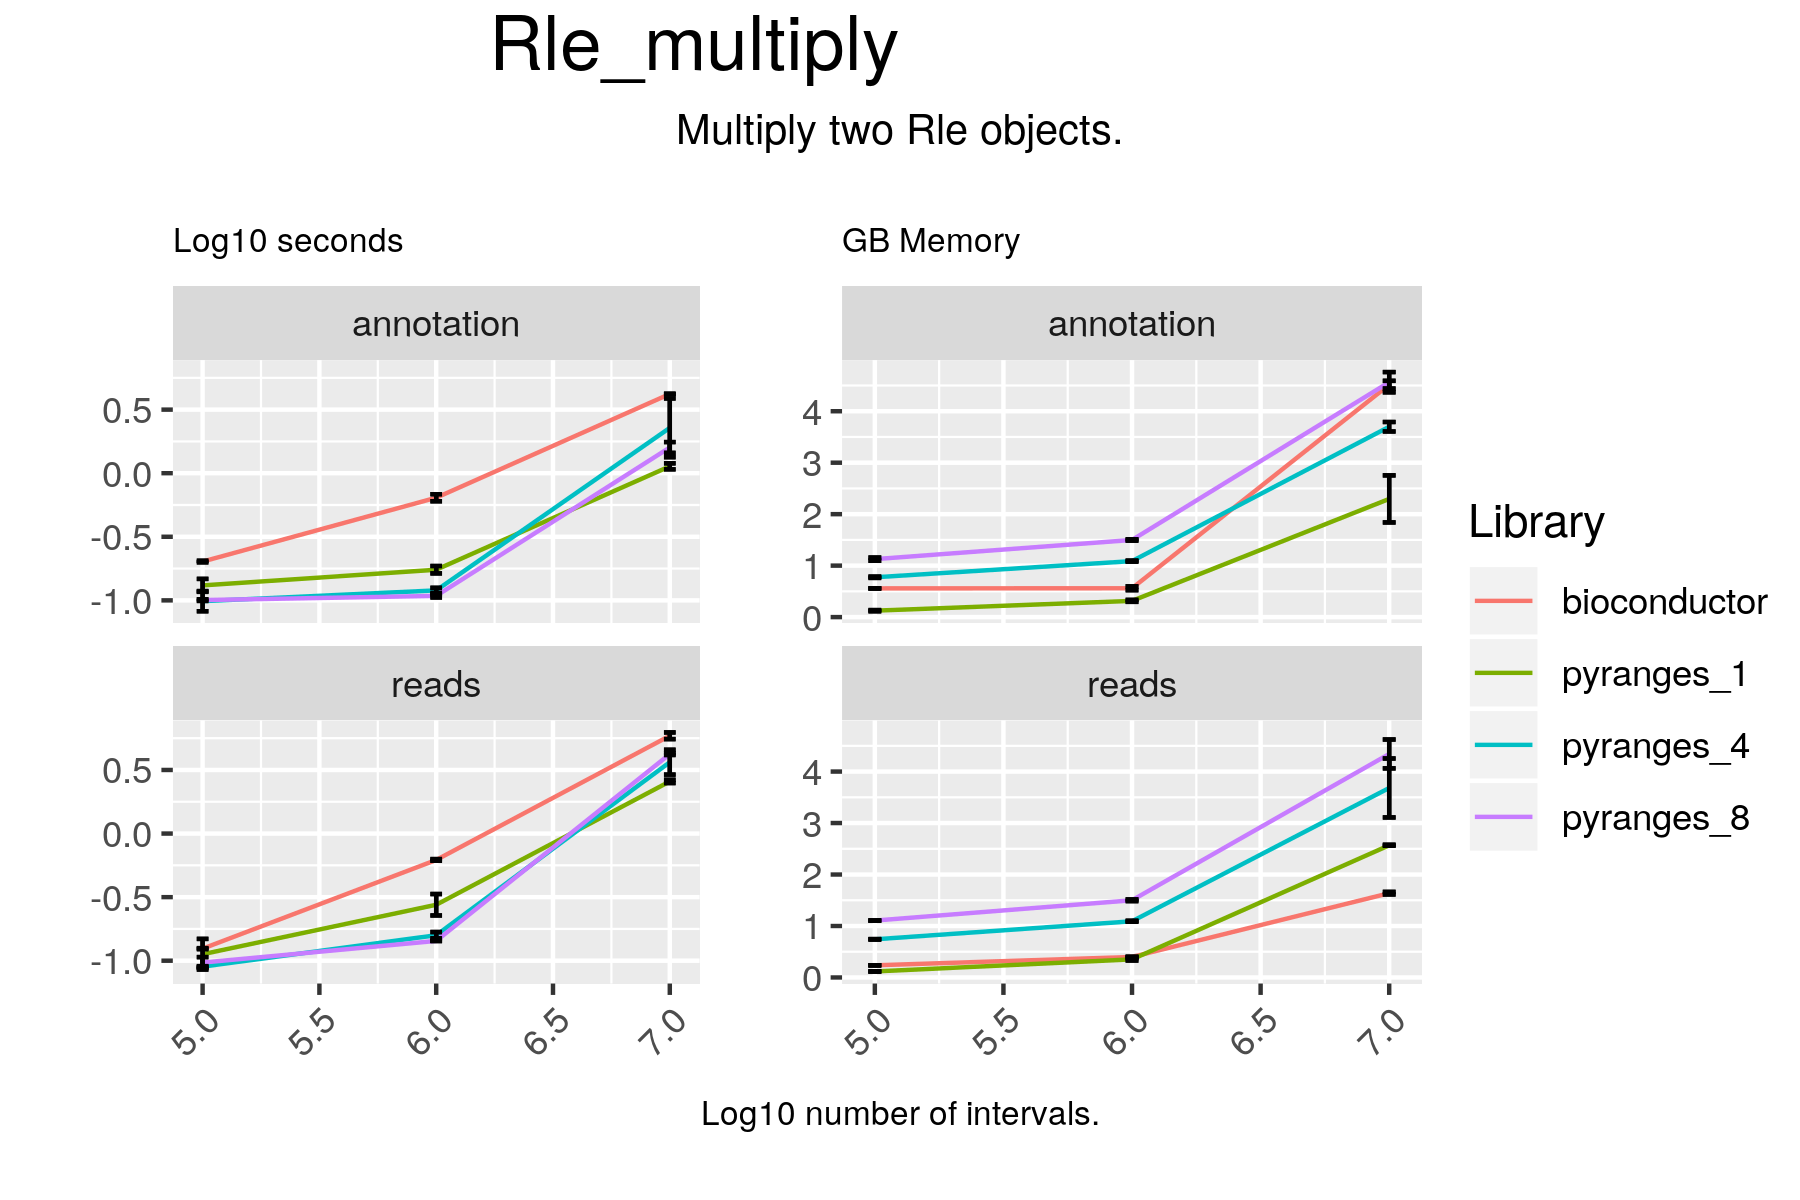 Rle_multiply
Multiply two Rle objects.
Log10 seconds
GB Memory
annotation
annotation
0.5
0.0
-0.5
-1.0
4
3
2
1
0
reads
reads
0.5
0.0
-0.5
-1.0
4
3
2
1
0
5.0 5.5 6.0 6.5 7.0
5.0 5.5 6.0 6.5 7.0
Log10 number of intervals.
Library
bioconductor
pyranges_1
pyranges_4
pyranges_8